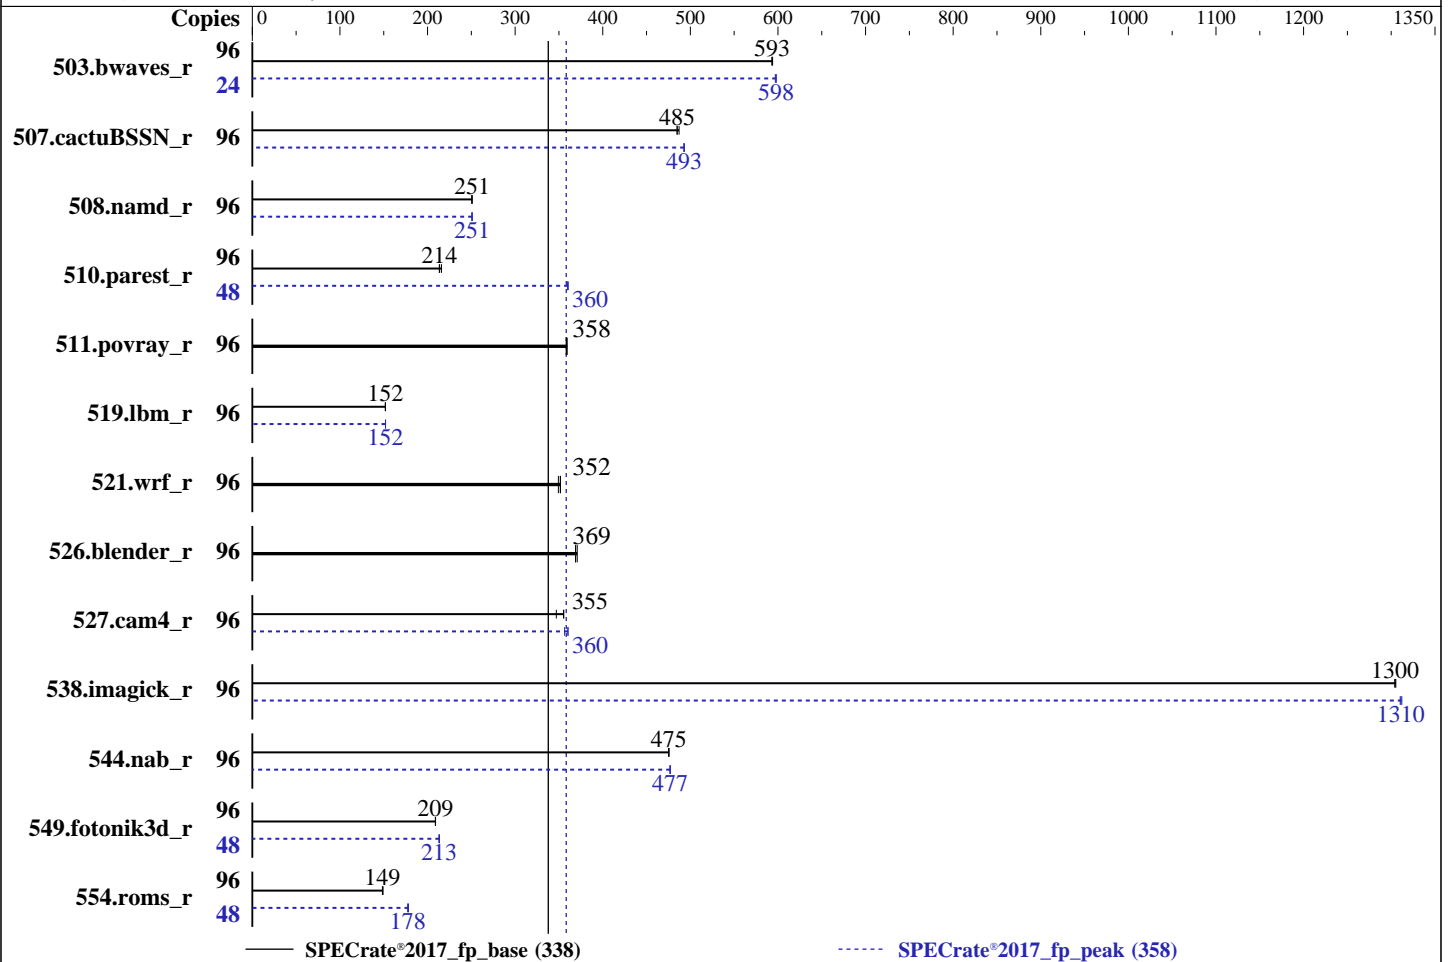 Copies 0 100 200 300 400 500 600 700 800 900 1000 1100 1200 1350
503.bwaves_r 96 593
24 598
507.cactuBSSN_r 96 485
493
508.namd_r 96 251
251
510.parest_r 96 214
48 360
511.povray_r 96 358
519.lbm_r 96 152
152
521.wrf_r 96 352
526.blender_r 96 369
527.cam4_r 96 355
360
538.imagick_r 96 1300
1310
544.nab_r 96 475
477
549.fotonik3d_r 96 209
48 213
554.roms_r 96 149
48 178
SPECrate®2017_fp_base (338) SPECrate®2017_fp_peak (358)